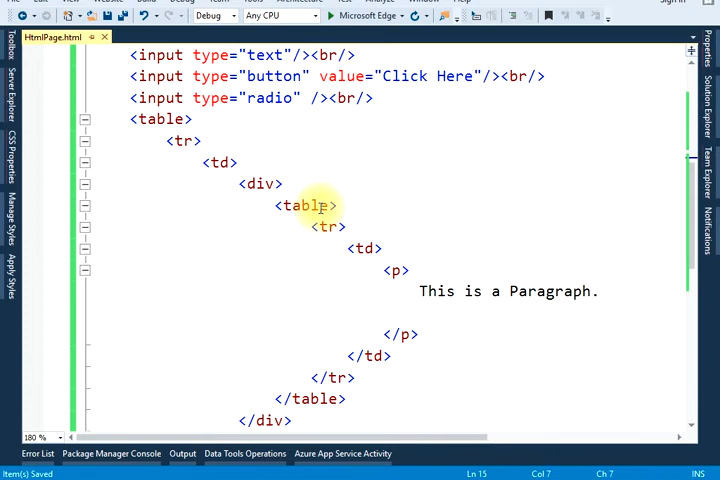 Debug Any CPU Microsoft Edge
HtmlPage.html
<input type="text"/><br/>
<input type="button" value="Click Here"/><br/>
<input type="radio" /><br/>
<table>
<tr>
<td>
<div>
<table>
<tr>
<td>
<p>
This is a Paragraph.
</p>
</td>
</tr>
</table>
</div>
Toolbox
Server Explorer
CSS Properties
Manage Styles
Apply Styles
Properties
Solution Explorer
Team Explorer
Notifications
180 %
Error List Package Manager Console Output Data Tools Operations Azure App Service Activity
Item(s) Saved Ln 15 Col 7 Ch 7 INS